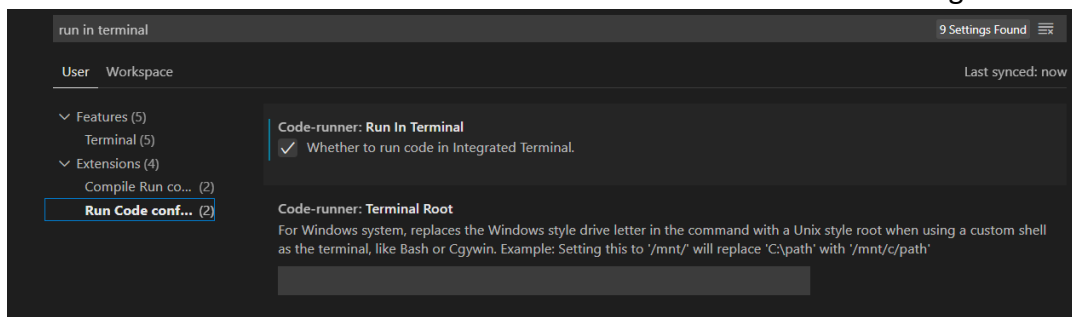 run in terminal
9 Settings Found
User Workspace
Last synced: now
Features (5)
Terminal (5)
Extensions (4)
Compile Run co... (2)
Run Code conf... (2)
Code-runner: Run In Terminal
Whether to run code in Integrated Terminal.
Code-runner: Terminal Root
For Windows system, replaces the Windows style drive letter in the command with a Unix style root when using a custom shell
as the terminal, like Bash or Cgywin. Example: Setting this to '/mnt/' will replace 'C:\path' with '/mnt/c/path'